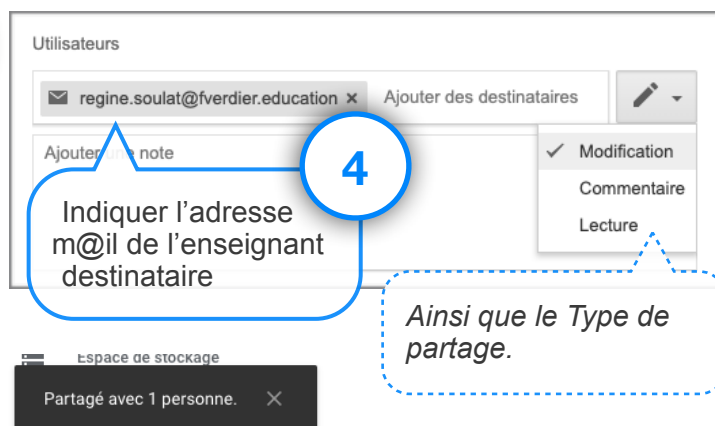 Utilisateurs
regine.soulat@fverdier.education × Ajouter des destinataires
Ajouter une note
Modification
Commentaire
Lecture
4
Indiquer l’adresse
m@il de l’enseignant
destinataire
Ainsi que le Type de
partage.
Espace de stockage
Partagé avec 1 personne.